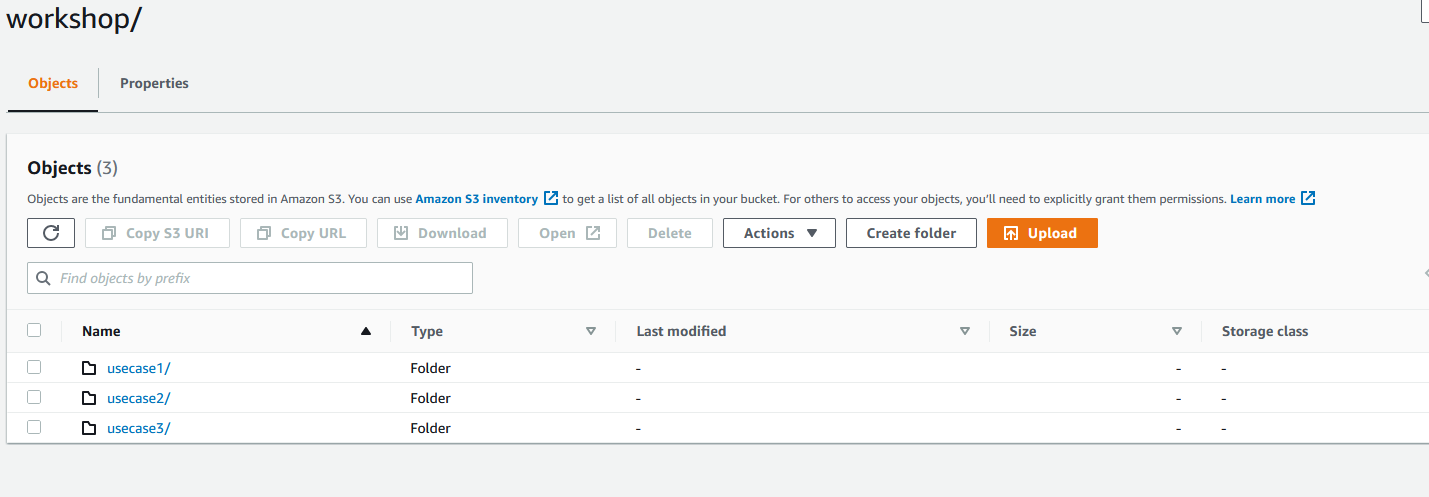 workshop/
Objects Properties
Objects (3)
Objects are the fundamental entities stored in Amazon S3. You can use Amazon S3 inventory to get a list of all objects in your bucket. For others to access your objects, you'll need to explicitly grant them permissions. Learn more
Copy S3 URI Copy URL Download Open Delete Actions Create folder Upload
Find objects by prefix
Name Type Last modified Size Storage class
usecase1/ Folder - - -
usecase2/ Folder - - -
usecase3/ Folder - - -